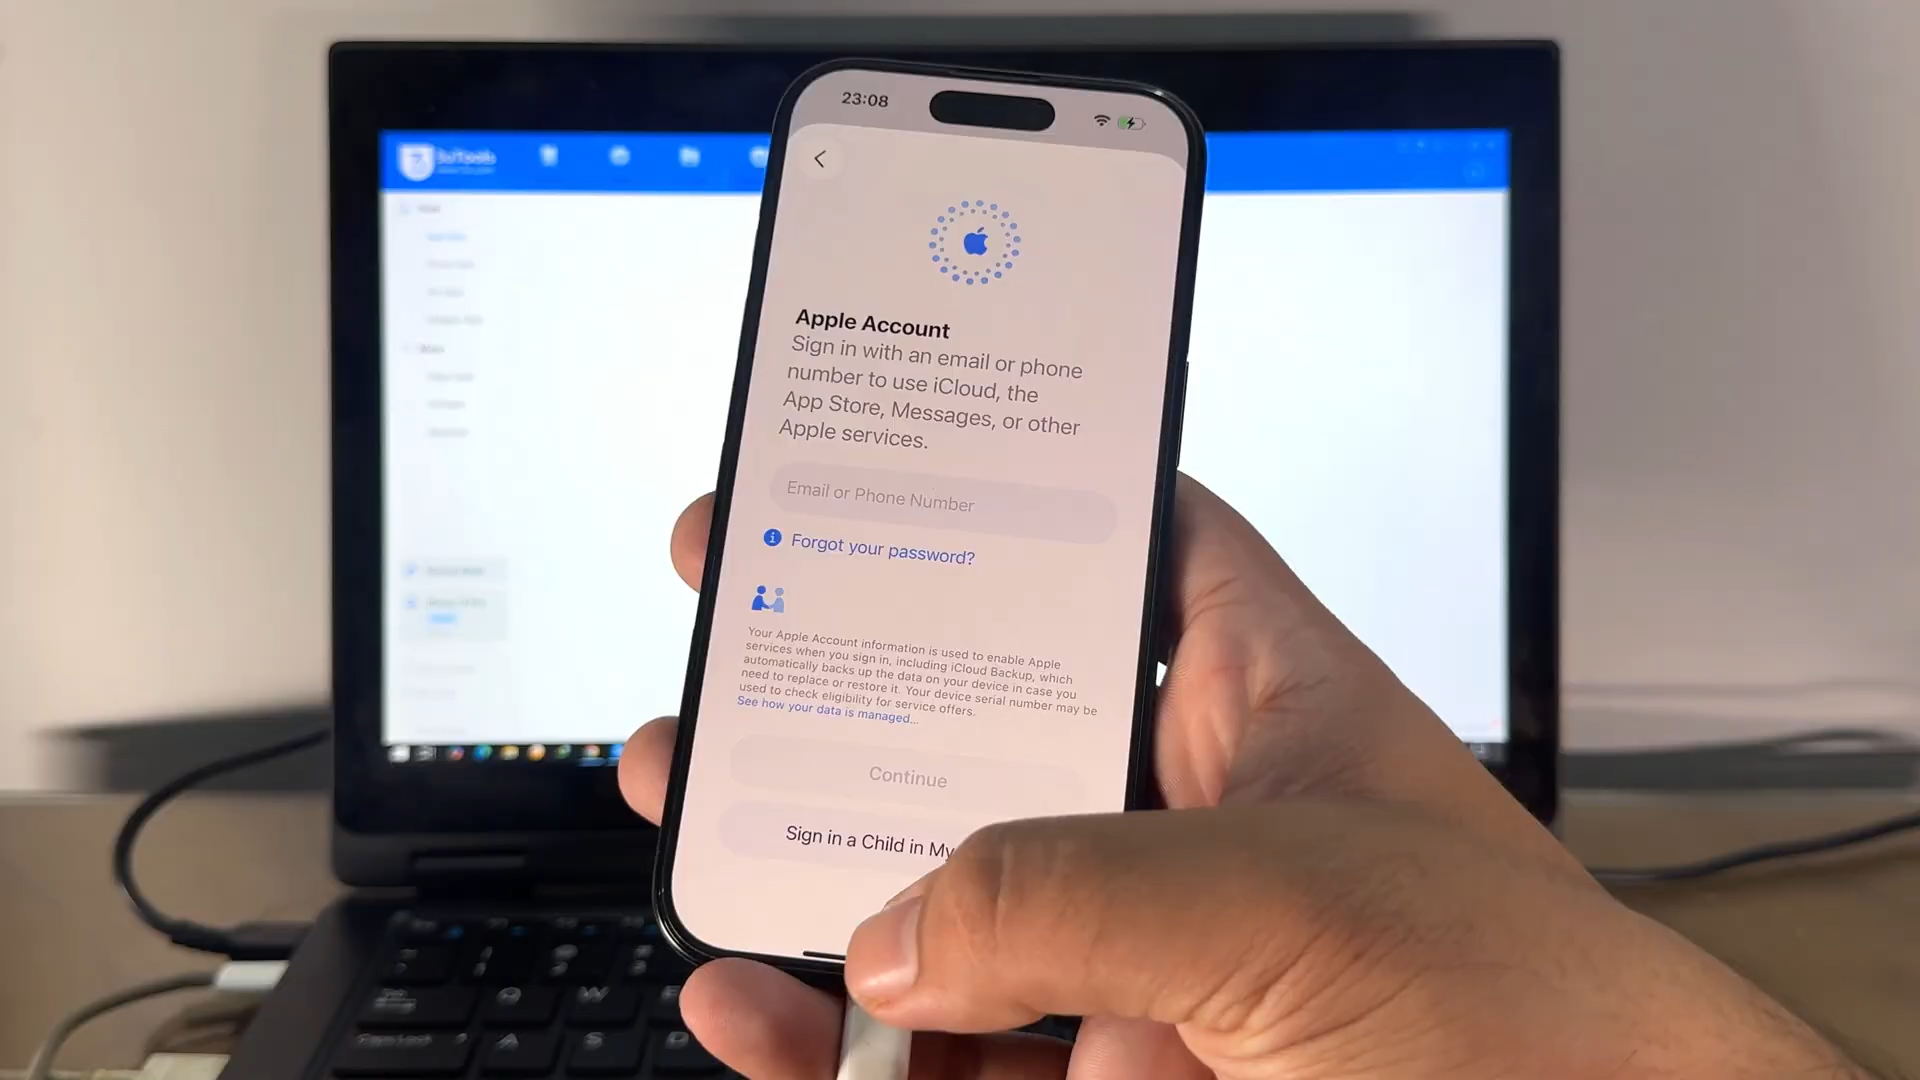 23:08
3uTools
Apple Account
Sign in with an email or phone
number to use iCloud, the
App Store, Messages, or other
Apple services.
Email or Phone Number
Forgot your password?
Your Apple Account information is used to enable Apple
services when you sign in, including iCloud Backup, which
automatically backs up the data on your device in case you
need to replace or restore it. Your device serial number may be
used to check eligibility for service offers.
See how your data is managed...
Continue
Sign in a Child in My
Q W
A S D